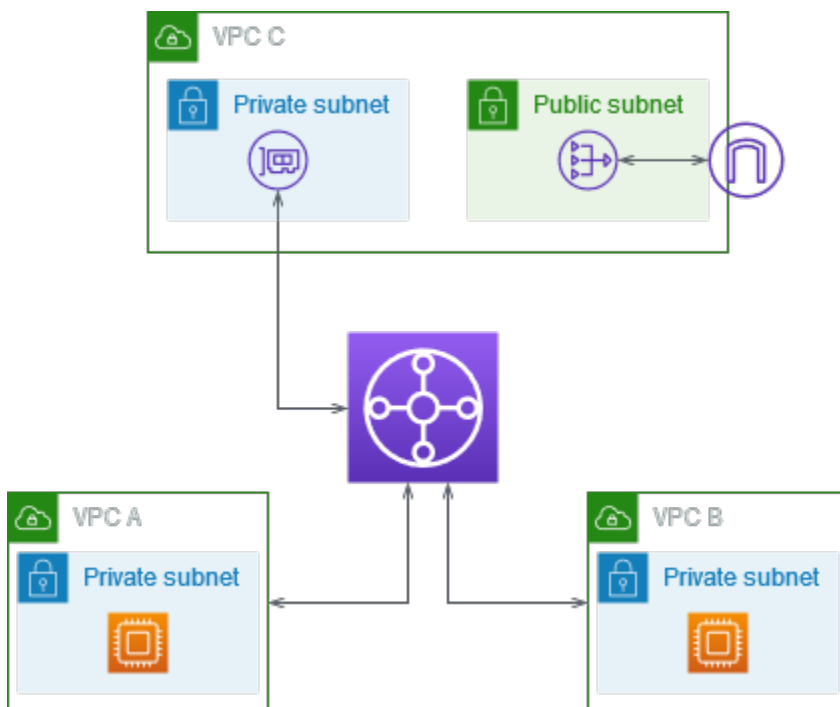 VPC C
Private subnet
Public subnet
VPC A
Private subnet
VPC B
Private subnet